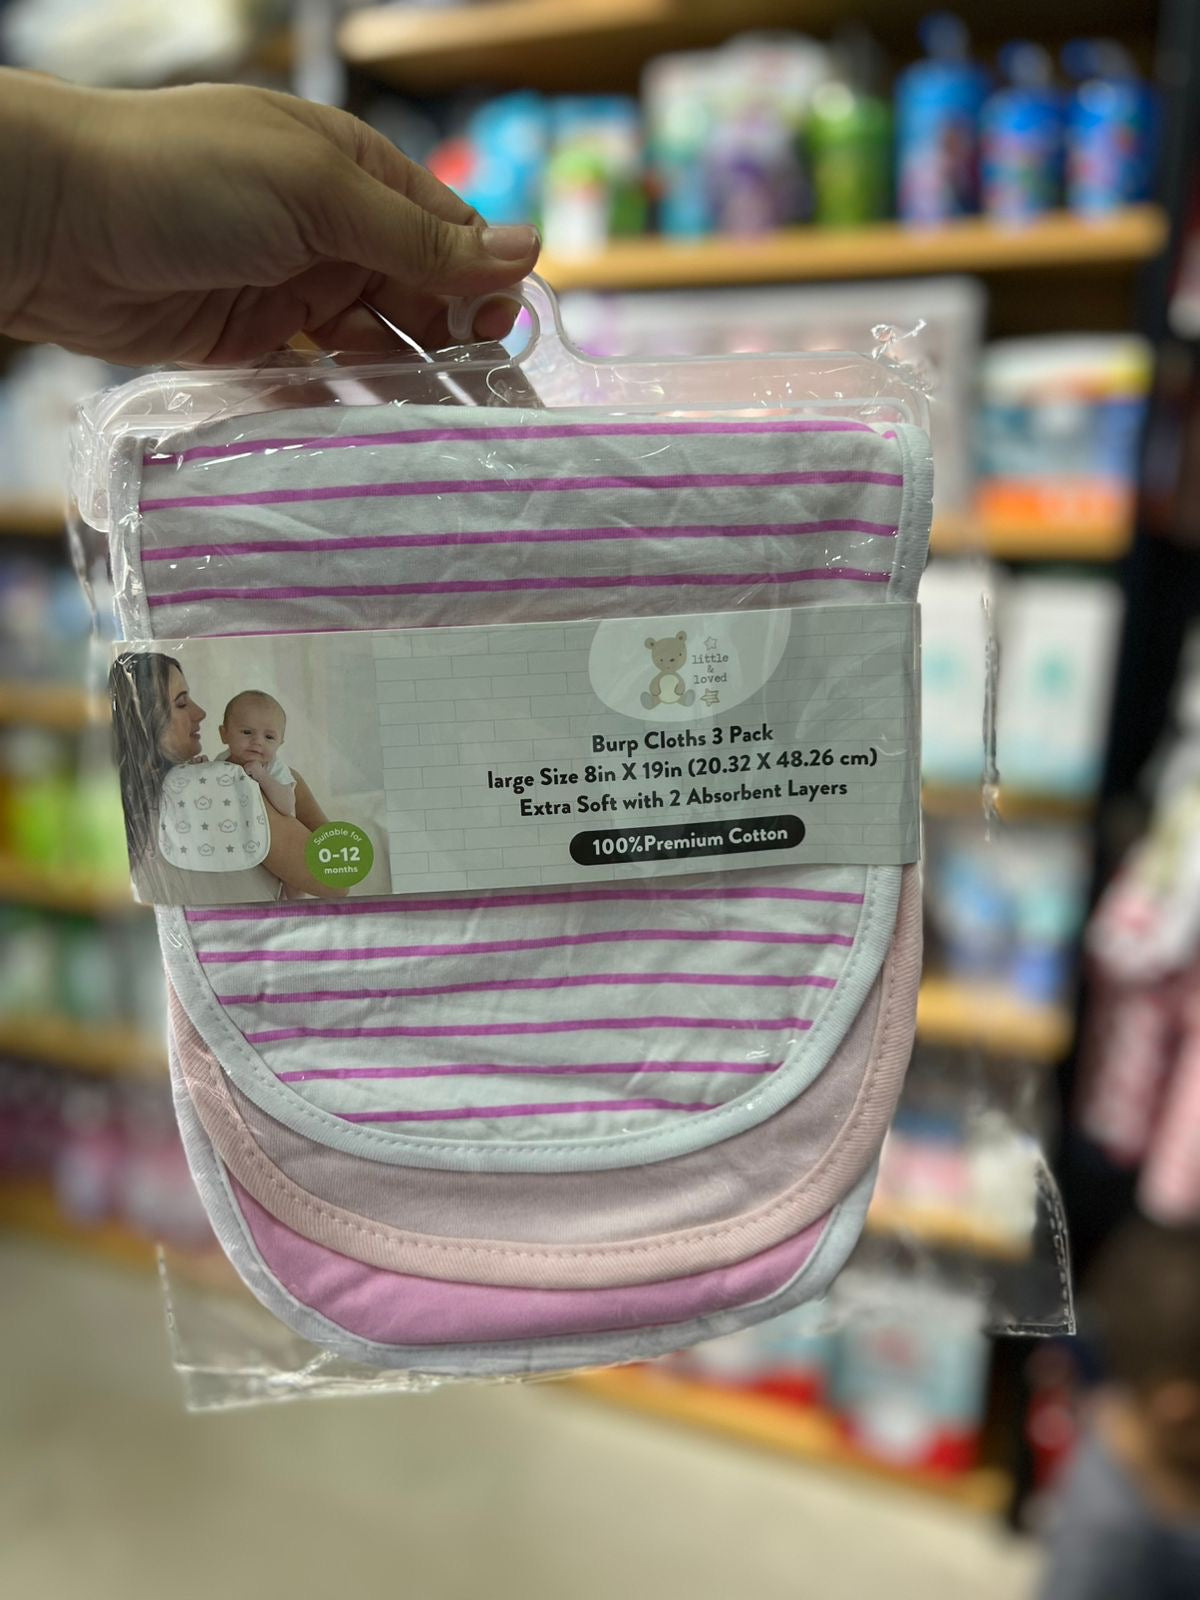 little
&
loved
Burp Cloths 3 Pack
large Size 8in X 19in (20.32 X 48.26 cm)
Extra Soft with 2 Absorbent Layers
100%Premium Cotton
Suitable for
0-12
months